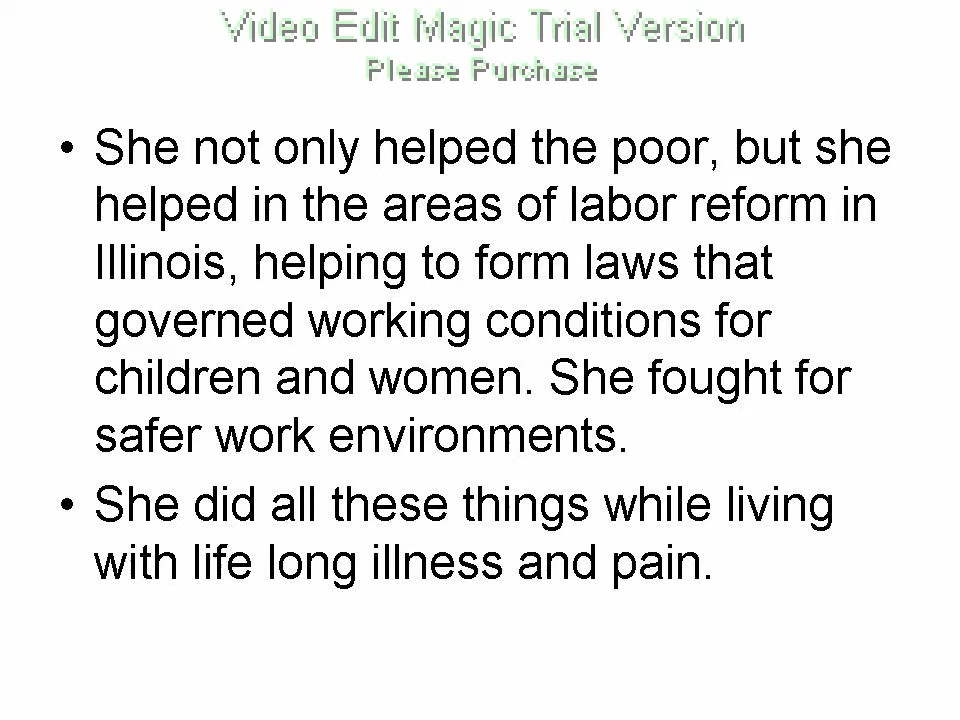 Video Edit Magic Trial Version
Please Purchase
• She not only helped the poor, but she
helped in the areas of labor reform in
Illinois, helping to form laws that
governed working conditions for
children and women. She fought for
safer work environments.
• She did all these things while living
with life long illness and pain.